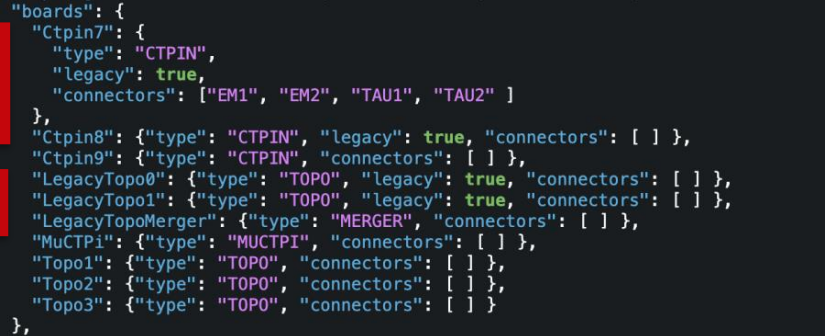 "boards": {
"Ctpin7": {
"type": "CTPIN",
"legacy": true,
"connectors": ["EM1", "EM2", "TAU1", "TAU2" ]
},
"Ctpin8": {"type": "CTPIN", "legacy": true, "connectors": [ ] },
"Ctpin9": {"type": "CTPIN", "connectors": [ ] },
"LegacyTopo0": {"type": "TOPO", "legacy": true, "connectors": [ ] },
"LegacyTopo1": {"type": "TOPO", "legacy": true, "connectors": [ ] },
"LegacyTopoMerger": {"type": "MERGER", "connectors": [ ] },
"MuCTPi": {"type": "MUCTPI", "connectors": [ ] },
"Topo1": {"type": "TOPO", "connectors": [ ] },
"Topo2": {"type": "TOPO", "connectors": [ ] },
"Topo3": {"type": "TOPO", "connectors": [ ] }
},